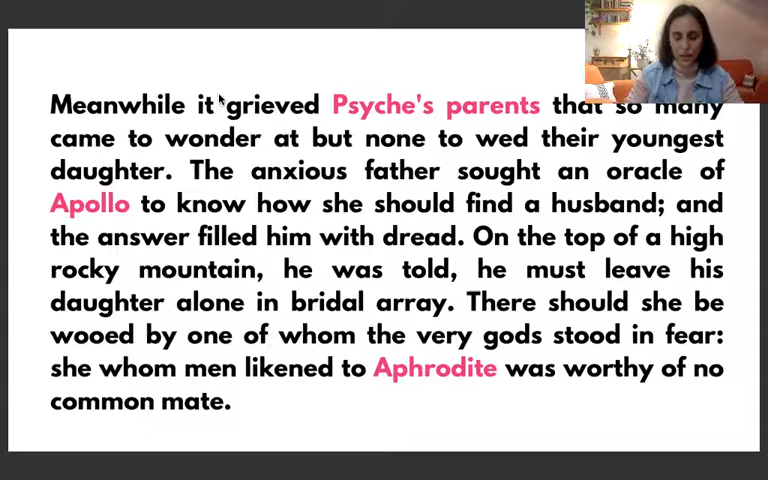 Meanwhile it grieved Psyche's parents that so many
came to wonder at but none to wed their youngest
daughter. The anxious father sought an oracle of
Apollo to know how she should find a husband; and
the answer filled him with dread. On the top of a high
rocky mountain, he was told, he must leave his
daughter alone in bridal array. There should she be
wooed by one of whom the very gods stood in fear:
she whom men likened to Aphrodite was worthy of no
common mate.